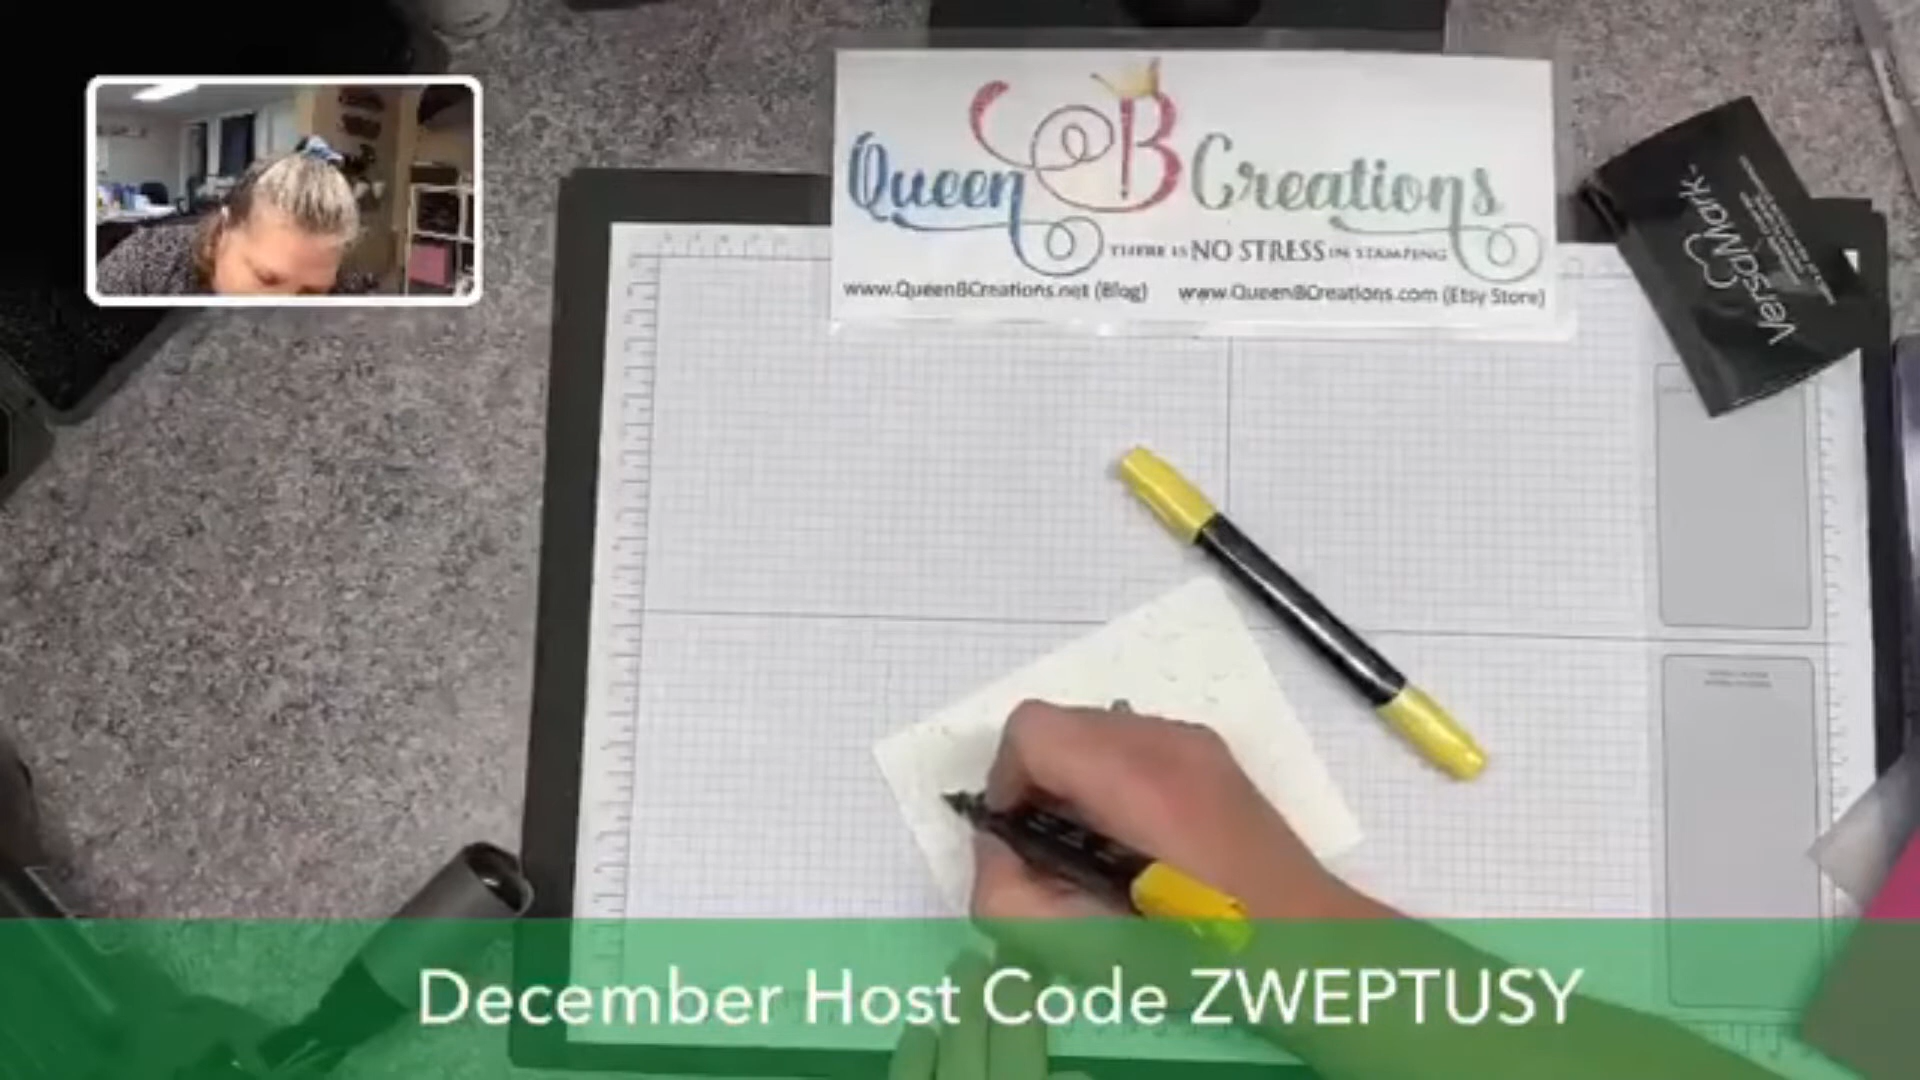 Queen B Creations
THERE IS NO STRESS IN STAMPING
www.QueenBCreations.net (Blog) www.QueenBCreations.com (Etsy Store)
VersaMark
December Host Code ZWEPTUSY